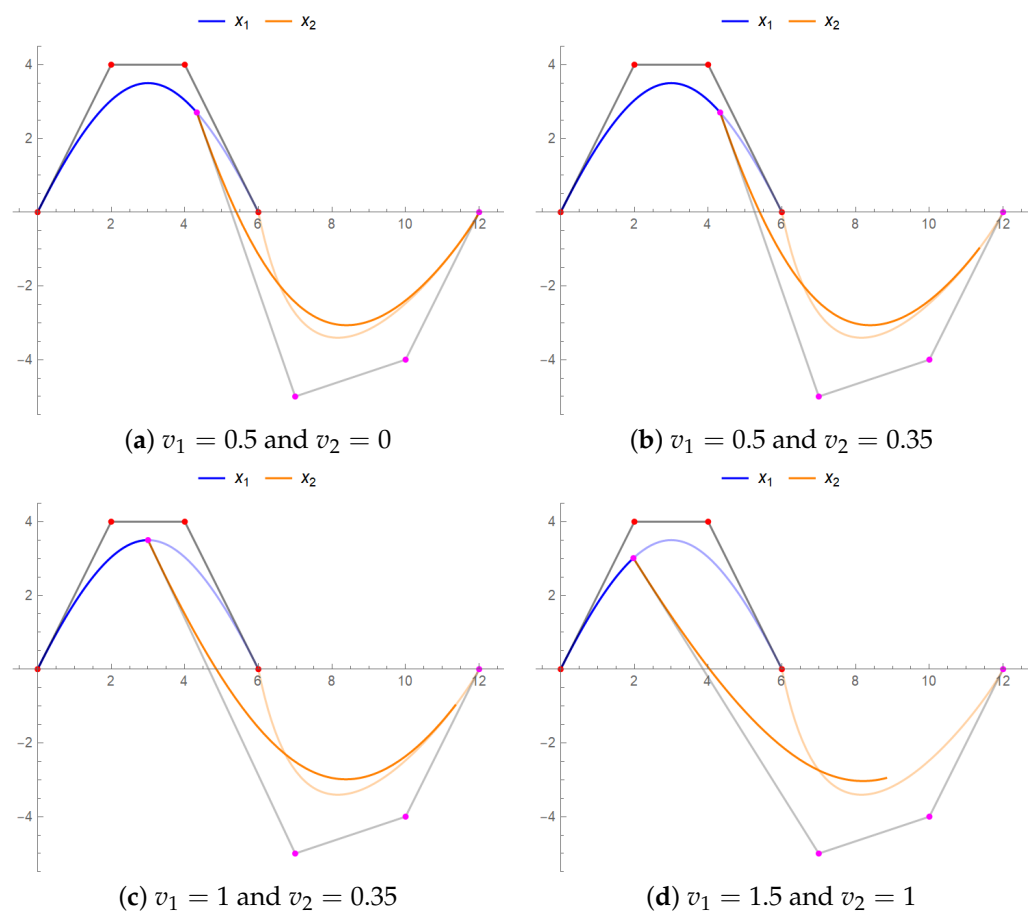 x₁ x₂
4
2
2 4 6 8 10 12
−2
−4
(a) v₁ = 0.5 and v₂ = 0
x₁ x₂
4
2
2 4 6 8 10 12
−2
−4
(b) v₁ = 0.5 and v₂ = 0.35
x₁ x₂
4
2
2 4 6 8 10 12
−2
−4
(c) v₁ = 1 and v₂ = 0.35
x₁ x₂
4
2
2 4 6 8 10 12
−2
−4
(d) v₁ = 1.5 and v₂ = 1